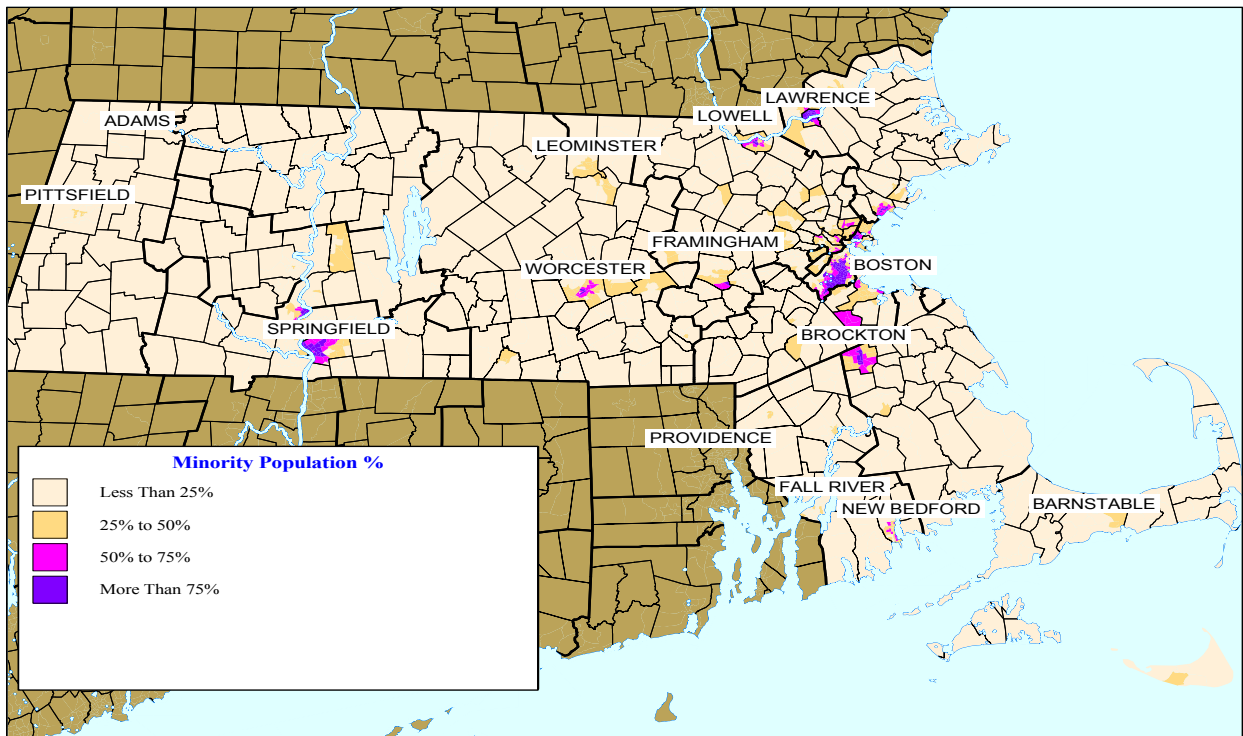 LAWRENCE
LOWELL
ADAMS
LEOMINSTER
PITTSFIELD
FRAMINGHAM
WORCESTER
BOSTON
SPRINGFIELD
BROCKTON
PROVIDENCE
FALL RIVER
NEW BEDFORD
BARNSTABLE
Minority Population %
Less Than 25%
25% to 50%
50% to 75%
More Than 75%